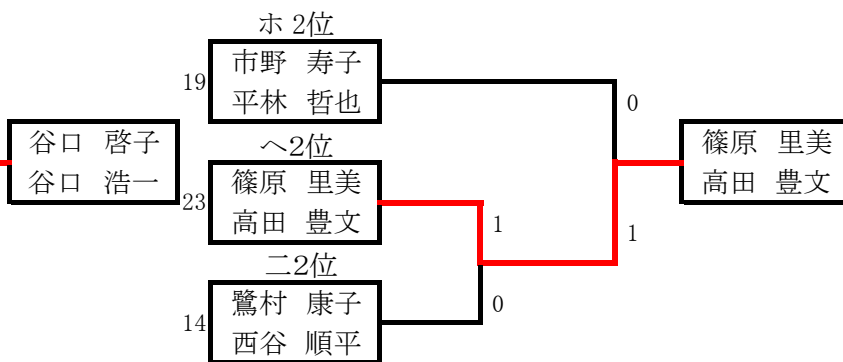 谷口 啓子
谷口 浩一
ホ 2位
19
市野 寿子
平林 哲也
へ2位
23
篠原 里美
高田 豊文
二2位
14
鷺村 康子
西谷 順平
1
0
0
1
篠原 里美
高田 豊文